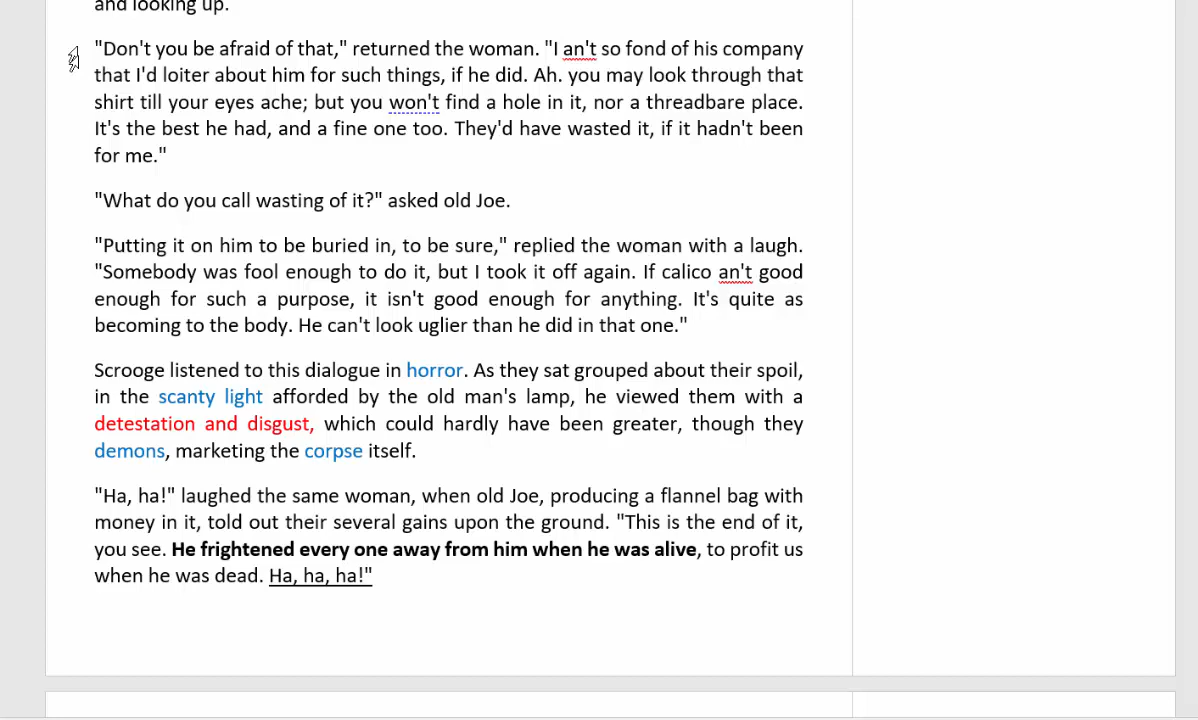 and looking up.
"Don't you be afraid of that," returned the woman. "I an't so fond of his company
that I'd loiter about him for such things, if he did. Ah. you may look through that
shirt till your eyes ache; but you won't find a hole in it, nor a threadbare place.
It's the best he had, and a fine one too. They'd have wasted it, if it hadn't been
for me."
"What do you call wasting of it?" asked old Joe.
"Putting it on him to be buried in, to be sure," replied the woman with a laugh.
"Somebody was fool enough to do it, but I took it off again. If calico an't good
enough for such a purpose, it isn't good enough for anything. It's quite as
becoming to the body. He can't look uglier than he did in that one."
Scrooge listened to this dialogue in horror. As they sat grouped about their spoil,
in the scanty light afforded by the old man's lamp, he viewed them with a
detestation and disgust, which could hardly have been greater, though they
demons, marketing the corpse itself.
"Ha, ha!" laughed the same woman, when old Joe, producing a flannel bag with
money in it, told out their several gains upon the ground. "This is the end of it,
you see. He frightened every one away from him when he was alive, to profit us
when he was dead. Ha, ha, ha!"